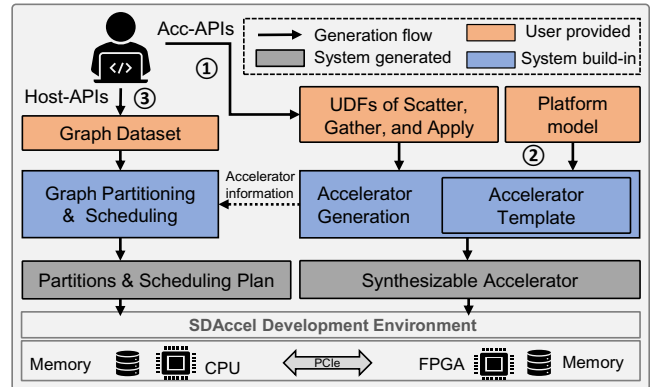 Acc-APIs
①
Generation flow
User provided
System generated
System build-in
Host-APIs
③
UDFs of Scatter,
Gather, and Apply
Platform
model
Graph Dataset
②
Graph Partitioning
& Scheduling
Accelerator
information
Accelerator
Generation
Accelerator
Template
Partitions & Scheduling Plan
Synthesizable Accelerator
SDAccel Development Environment
Memory
CPU
PCIe
FPGA
Memory